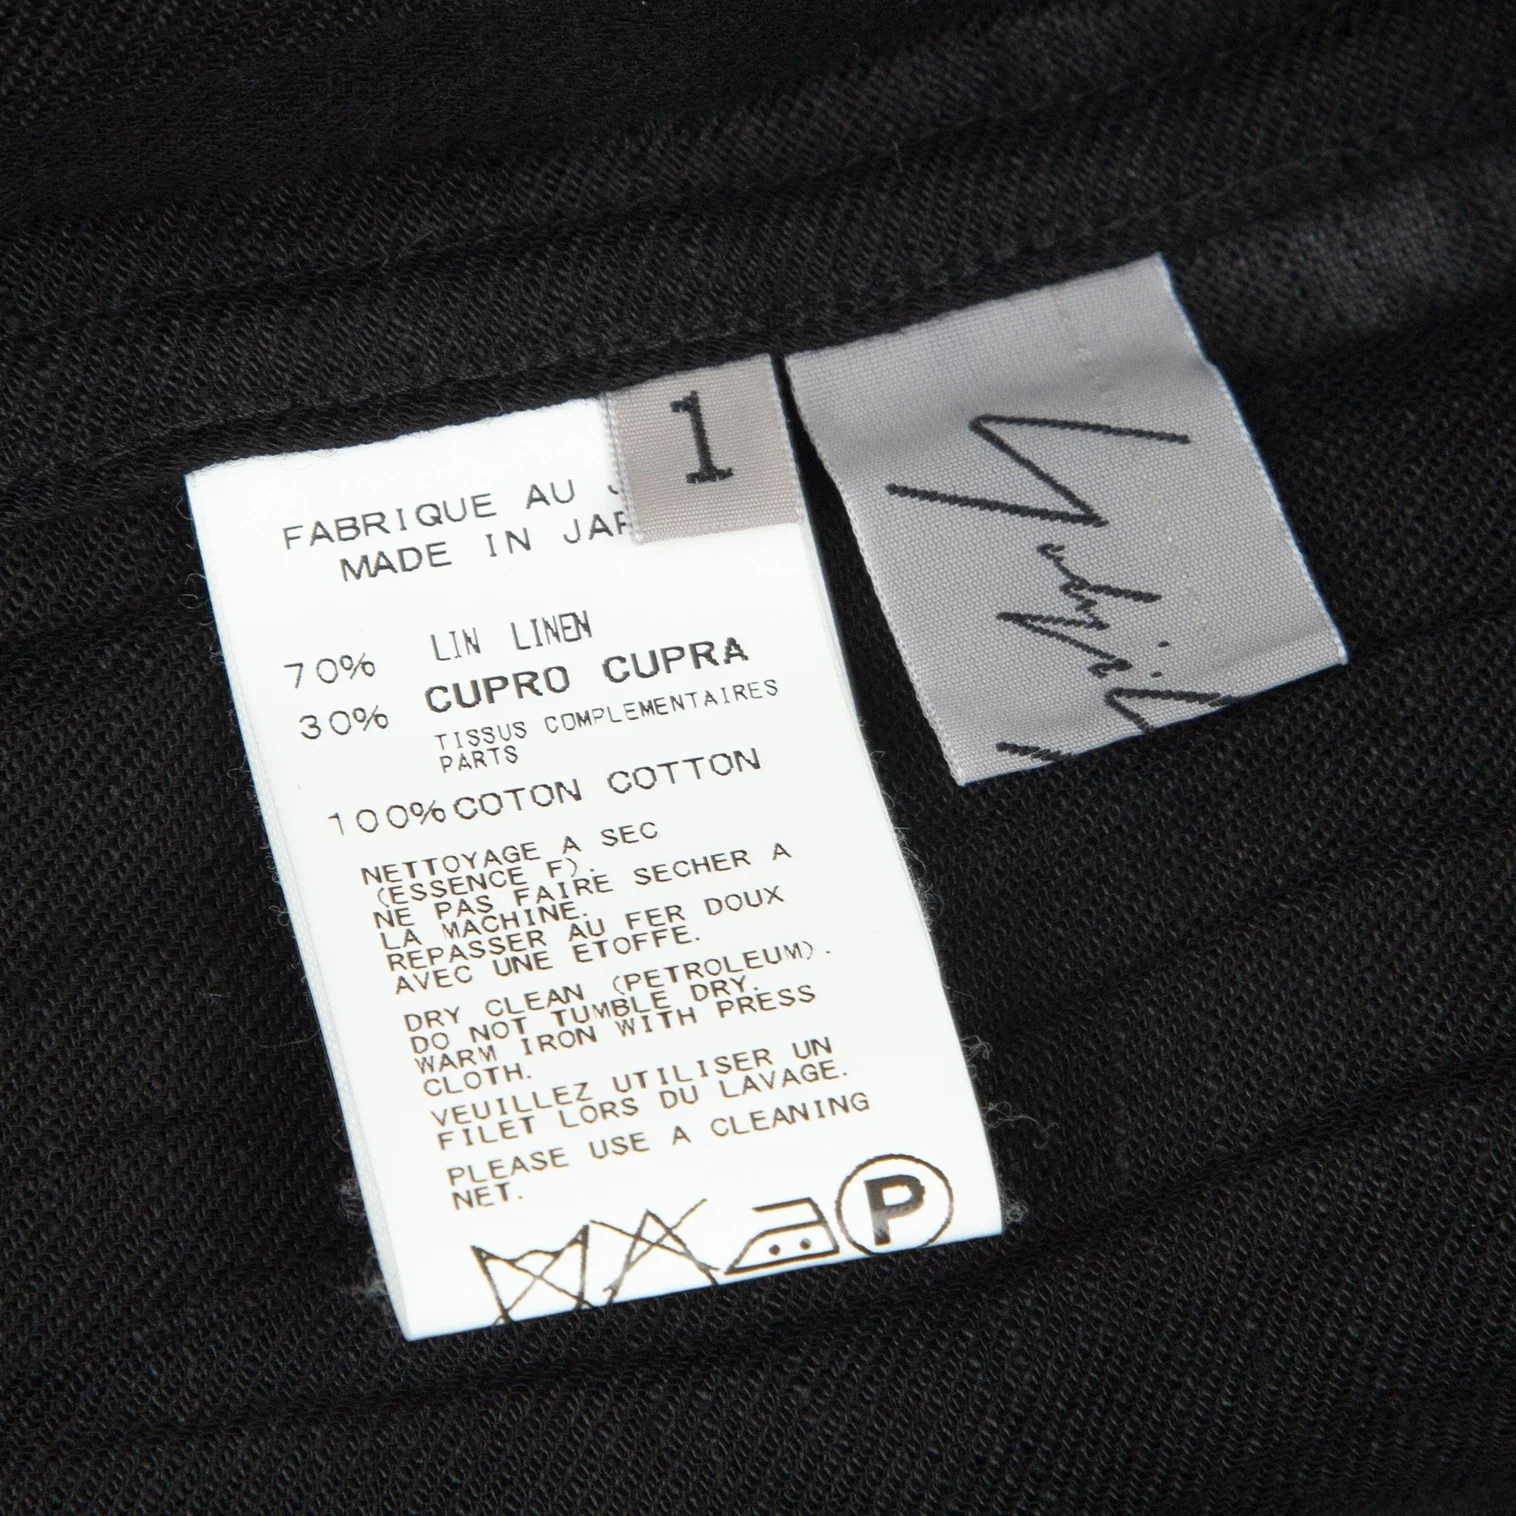 1
FABRIQUE AU
MADE IN JAP
70% LIN LINEN
30% CUPRO CUPRA
TISSUS COMPLEMENTAIRES
PARTS
100% COTON COTTON
NETTOYAGE A SEC
(ESSENCE F).
NE PAS FAIRE SECHER A
LA MACHINE.
REPASSER AU FER DOUX
AVEC UNE ETOFFE.
DRY CLEAN (PETROLEUM).
DO NOT TUMBLE DRY.
WARM IRON WITH PRESS
CLOTH.
VEUILLEZ UTILISER UN
FILET LORS DU LAVAGE.
PLEASE USE A CLEANING
NET.
P